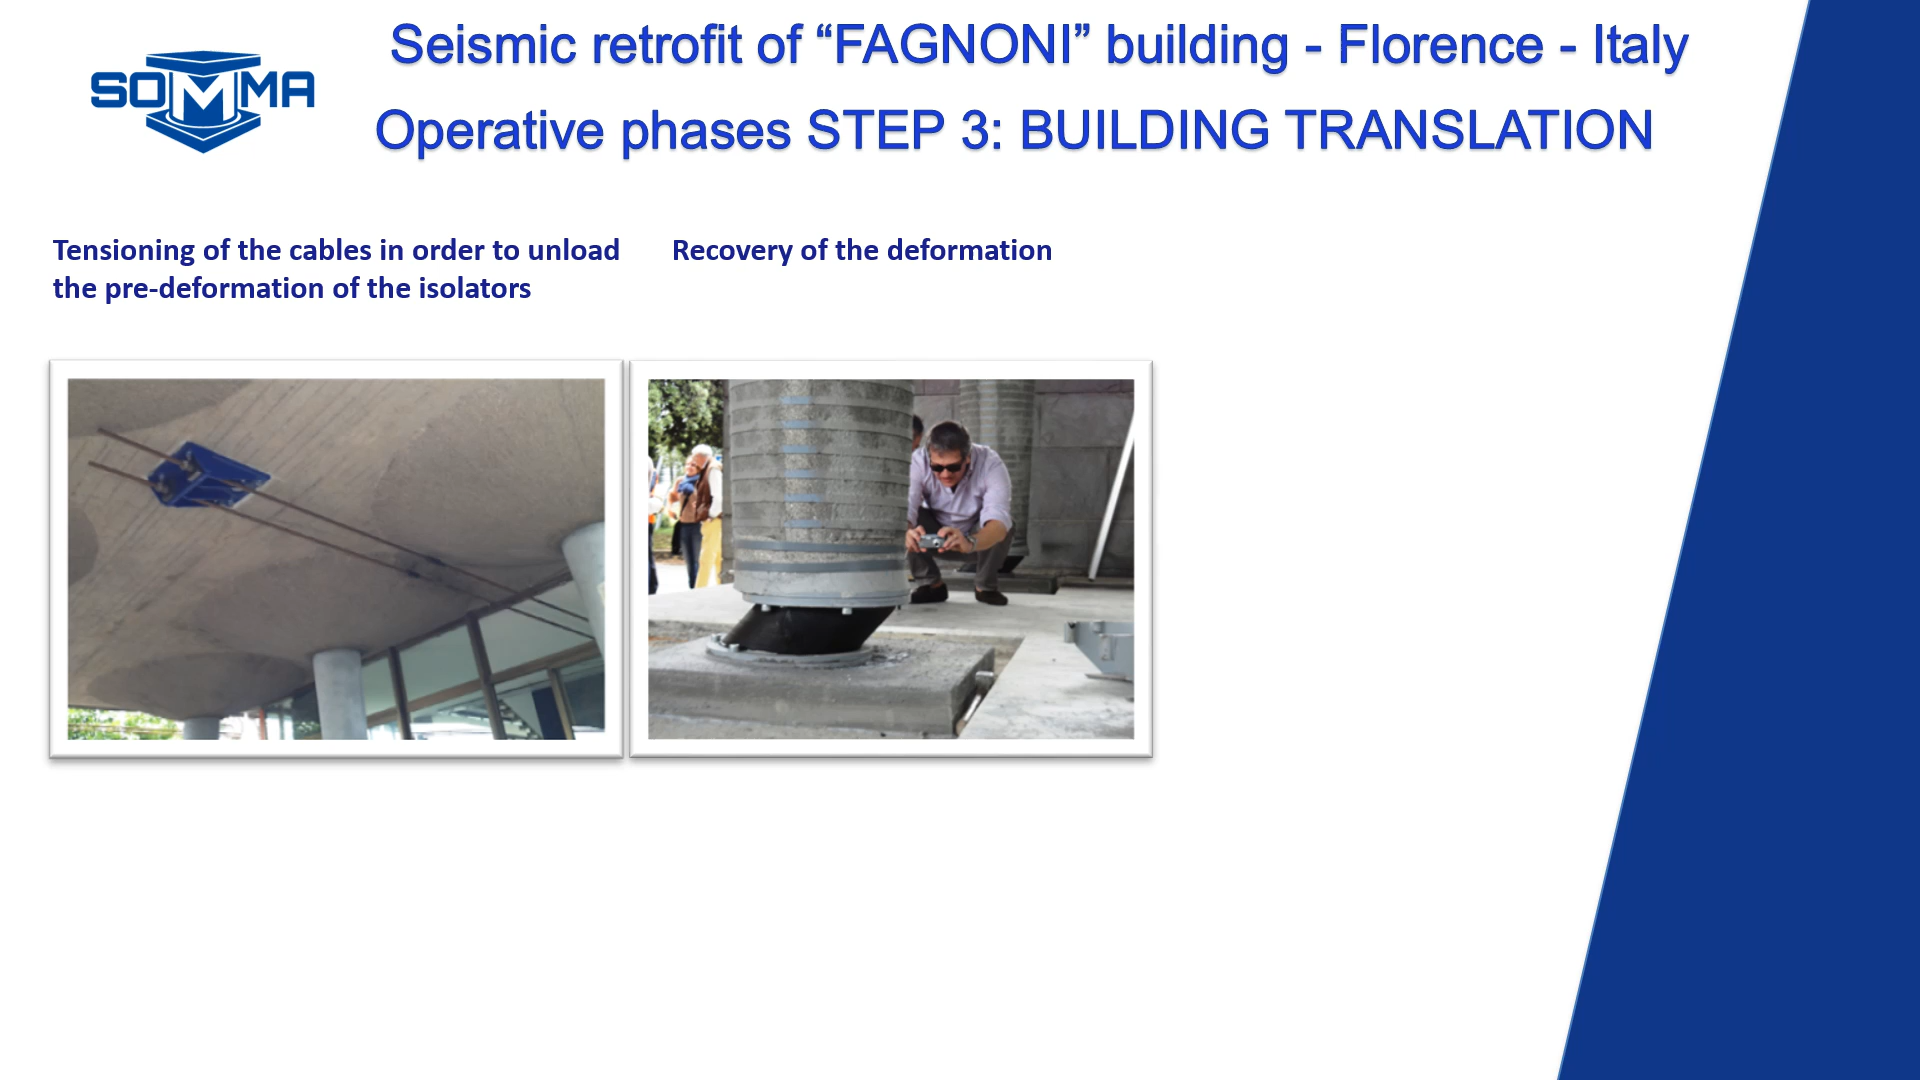 SOMMA
Seismic retrofit of “FAGNONI” building - Florence - Italy
Operative phases STEP 3: BUILDING TRANSLATION
Tensioning of the cables in order to unload
the pre-deformation of the isolators
Recovery of the deformation